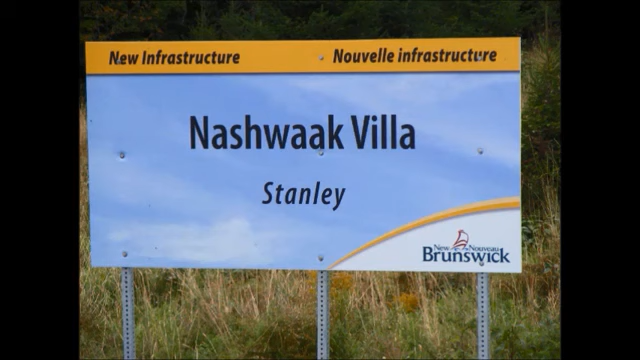 New Infrastructure Nouvelle infrastructure
Nashwaak Villa
Stanley
New Nouveau
Brunswick